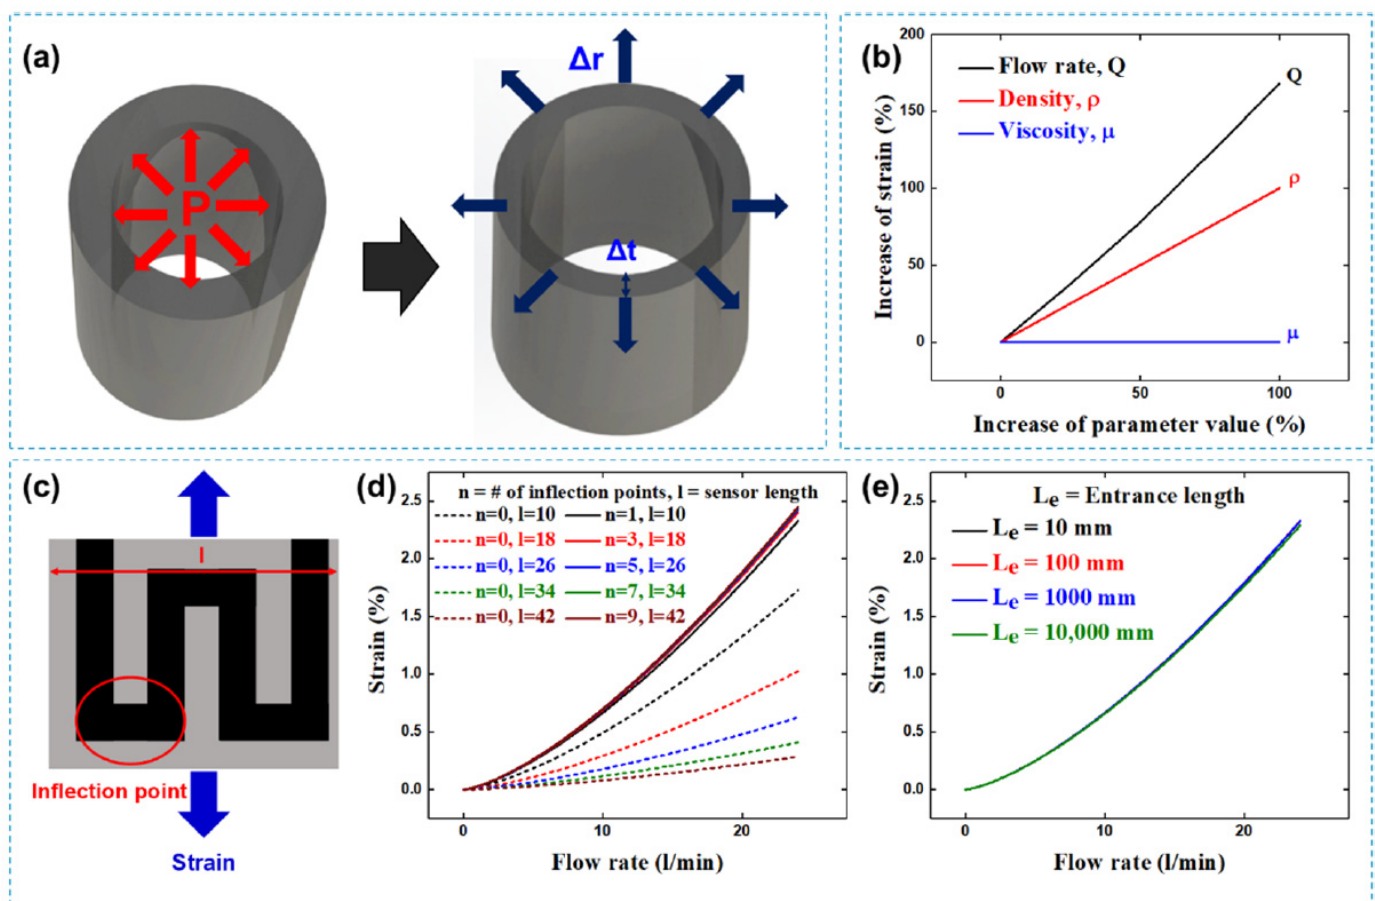 (a)
P
Δr
Δt
(b)
Increase of strain (%)
200
150
100
50
0
Flow rate, Q
Density, ρ
Viscosity, μ
Q
ρ
μ
0 50 100
Increase of parameter value (%)
(c)
l
Inflection point
Strain
(d)
Strain (%)
2.5
2.0
1.5
1.0
0.5
0.0
n = # of inflection points, l = sensor length
n=0, l=10 n=1, l=10
n=0, l=18 n=3, l=18
n=0, l=26 n=5, l=26
n=0, l=34 n=7, l=34
n=0, l=42 n=9, l=42
0 10 20
Flow rate (l/min)
(e)
Strain (%)
2.5
2.0
1.5
1.0
0.5
0.0
Le = Entrance length
Le = 10 mm
Le = 100 mm
Le = 1000 mm
Le = 10,000 mm
0 10 20
Flow rate (l/min)